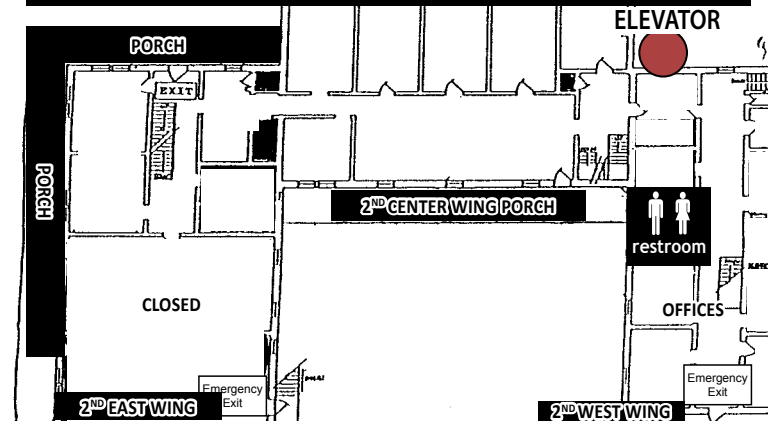 ELEVATOR
PORCH
EXIT
PORCH
2ND CENTER WING PORCH
restroom
CLOSED
OFFICES
Emergency
Exit
Emergency
Exit
2ND EAST WING
2ND WEST WING